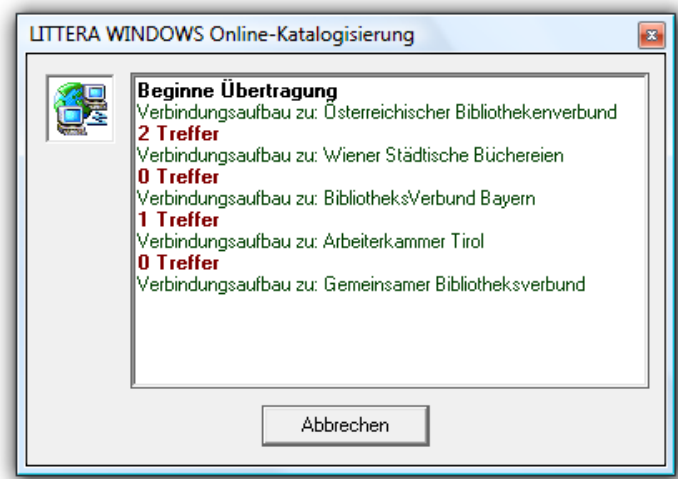 LITTERA WINDOWS Online-Katalogisierung
Beginne Übertragung
Verbindungsaufbau zu: Österreichischer Bibliothekenverbund
2 Treffer
Verbindungsaufbau zu: Wiener Städtische Büchereien
0 Treffer
Verbindungsaufbau zu: BibliotheksVerbund Bayern
1 Treffer
Verbindungsaufbau zu: Arbeiterkammer Tirol
0 Treffer
Verbindungsaufbau zu: Gemeinsamer Bibliotheksverbund
Abbrechen